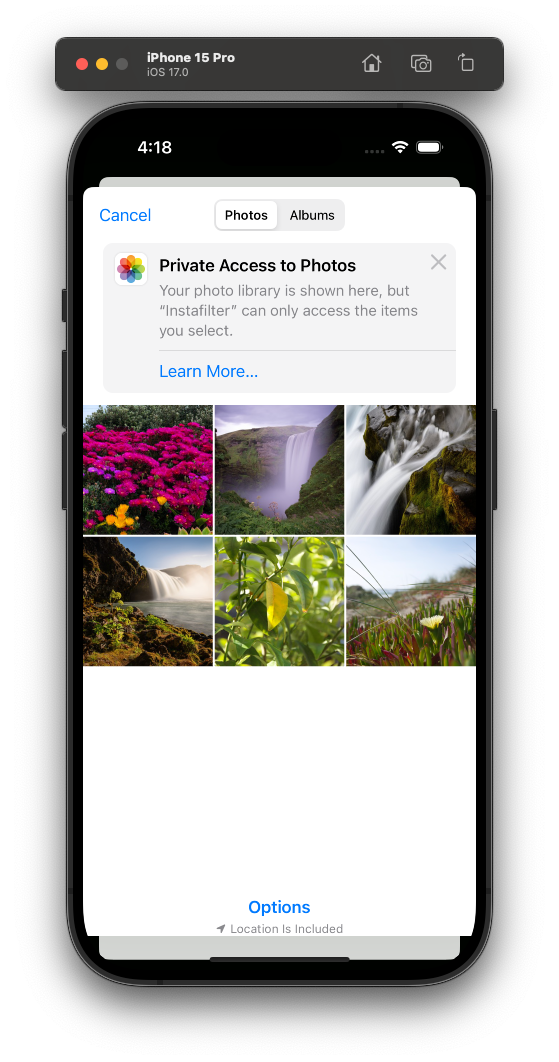 iPhone 15 Pro
iOS 17.0
4:18
Cancel
Photos
Albums
Private Access to Photos
Your photo library is shown here, but
“Instafilter” can only access the items
you select.
Learn More...
Options
Location Is Included